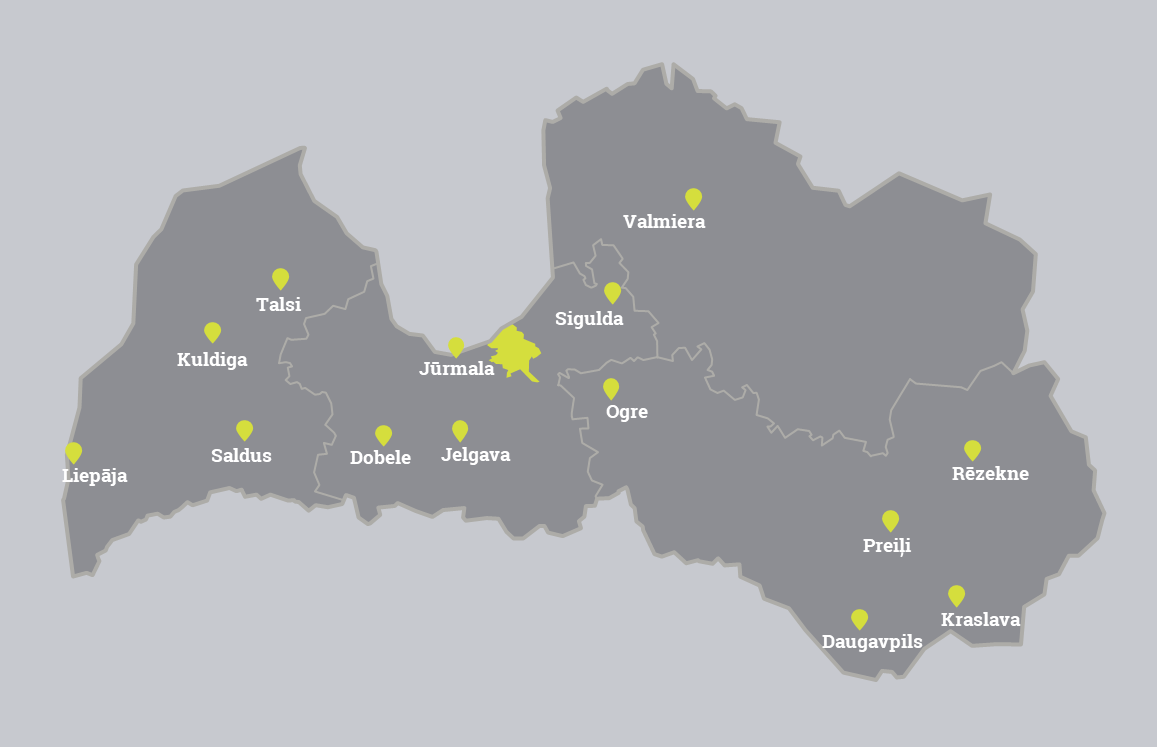 Valmiera
Talsi
Sigulda
Kuldiga
Jūrmala
Ogre
Saldus
Dobele
Jelgava
Liepāja
Rēzekne
Preiļi
Kraslava
Daugavpils